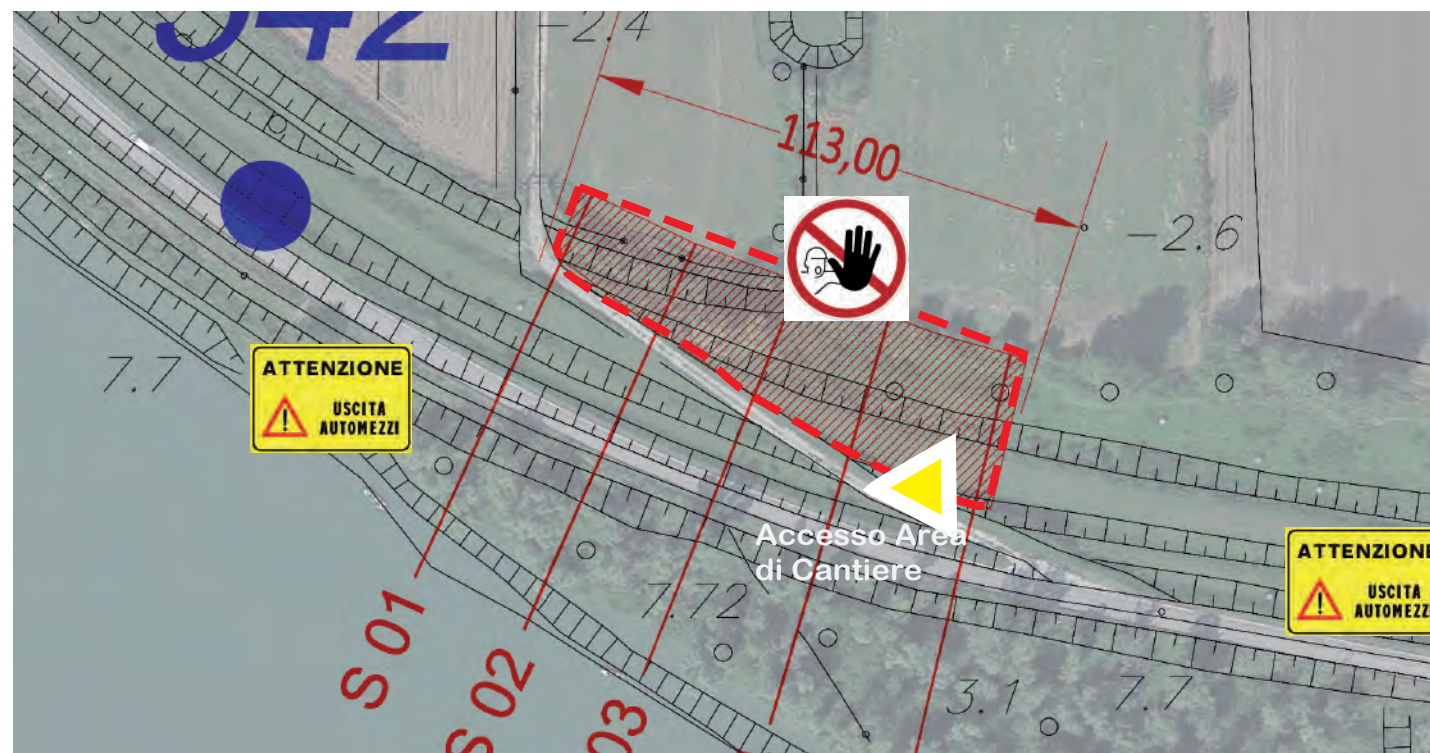 542
-2.4
113,00
-2.6
7.7
ATTENZIONE
USCITA
AUTOMEZZI
Accesso Area
di Cantiere
ATTENZIONE
USCITA
AUTOMEZZI
7.72
S 01
S 02
03
3.1
7.7